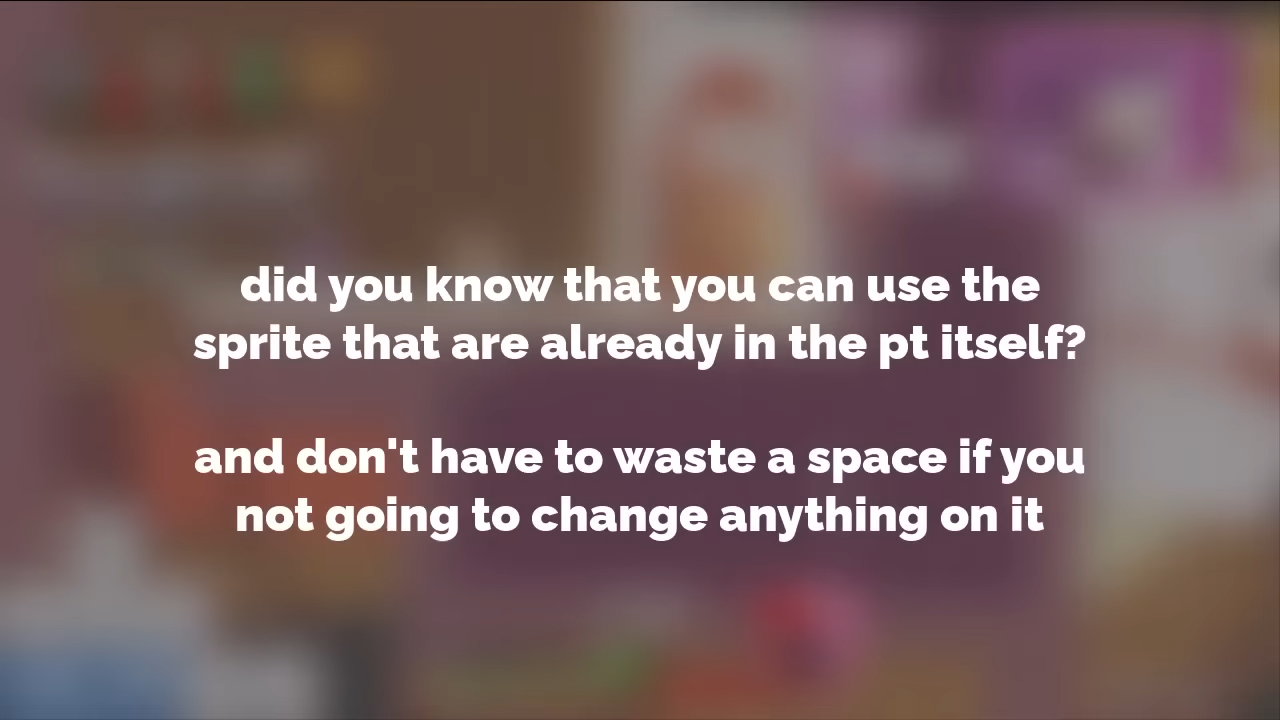 did you know that you can use the
sprite that are already in the pt itself?
and don't have to waste a space if you
not going to change anything on it